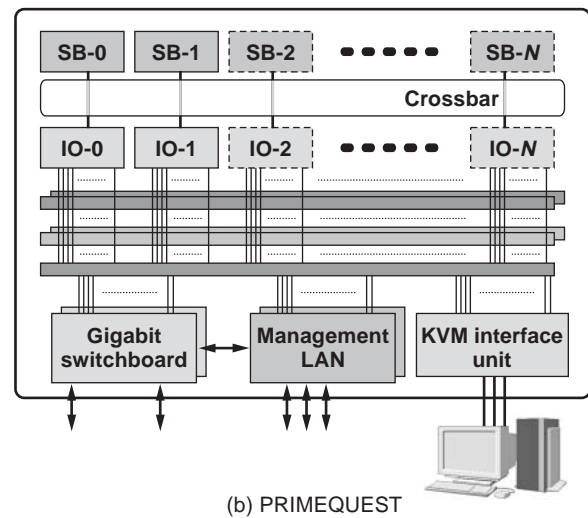 SB-0 SB-1 SB-2 SB-N
Crossbar
IO-0 IO-1 IO-2 IO-N
Gigabit
switchboard
Management
LAN
KVM interface
unit
(b) PRIMEQUEST